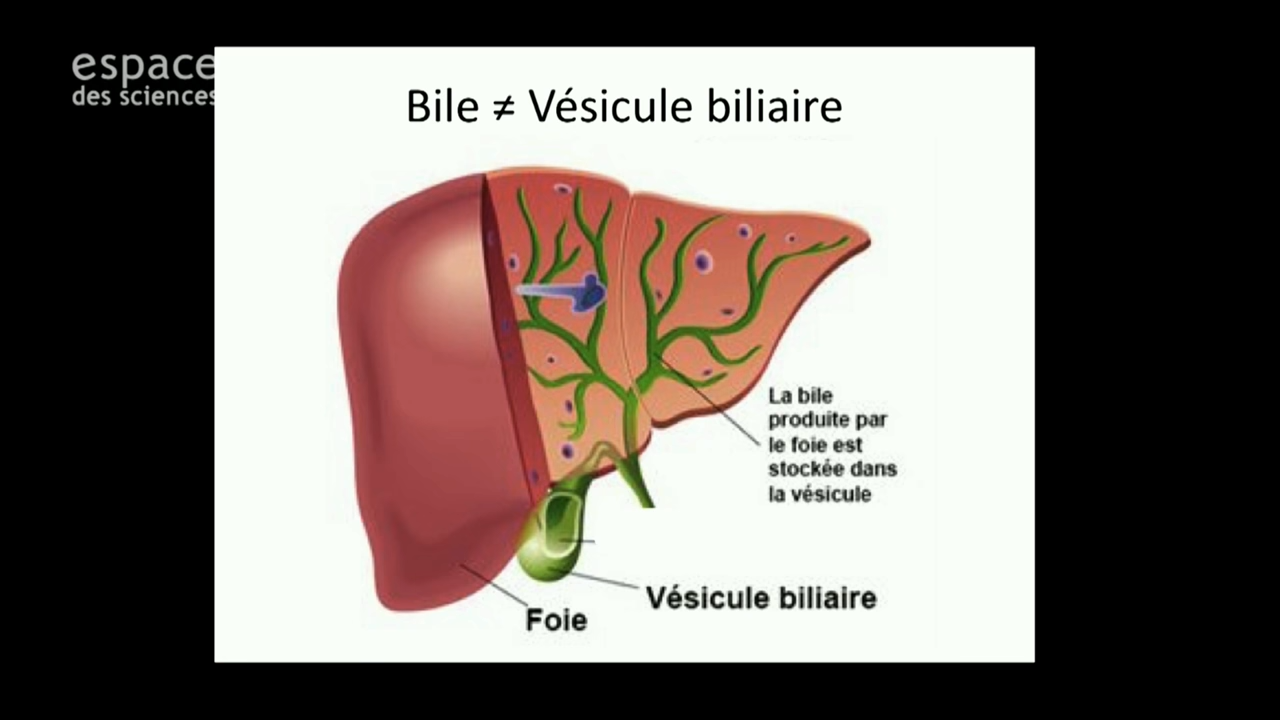 espace
des sciences
Bile ≠ Vésicule biliaire
La bile
produite par
le foie est
stockée dans
la vésicule
Vésicule biliaire
Foie